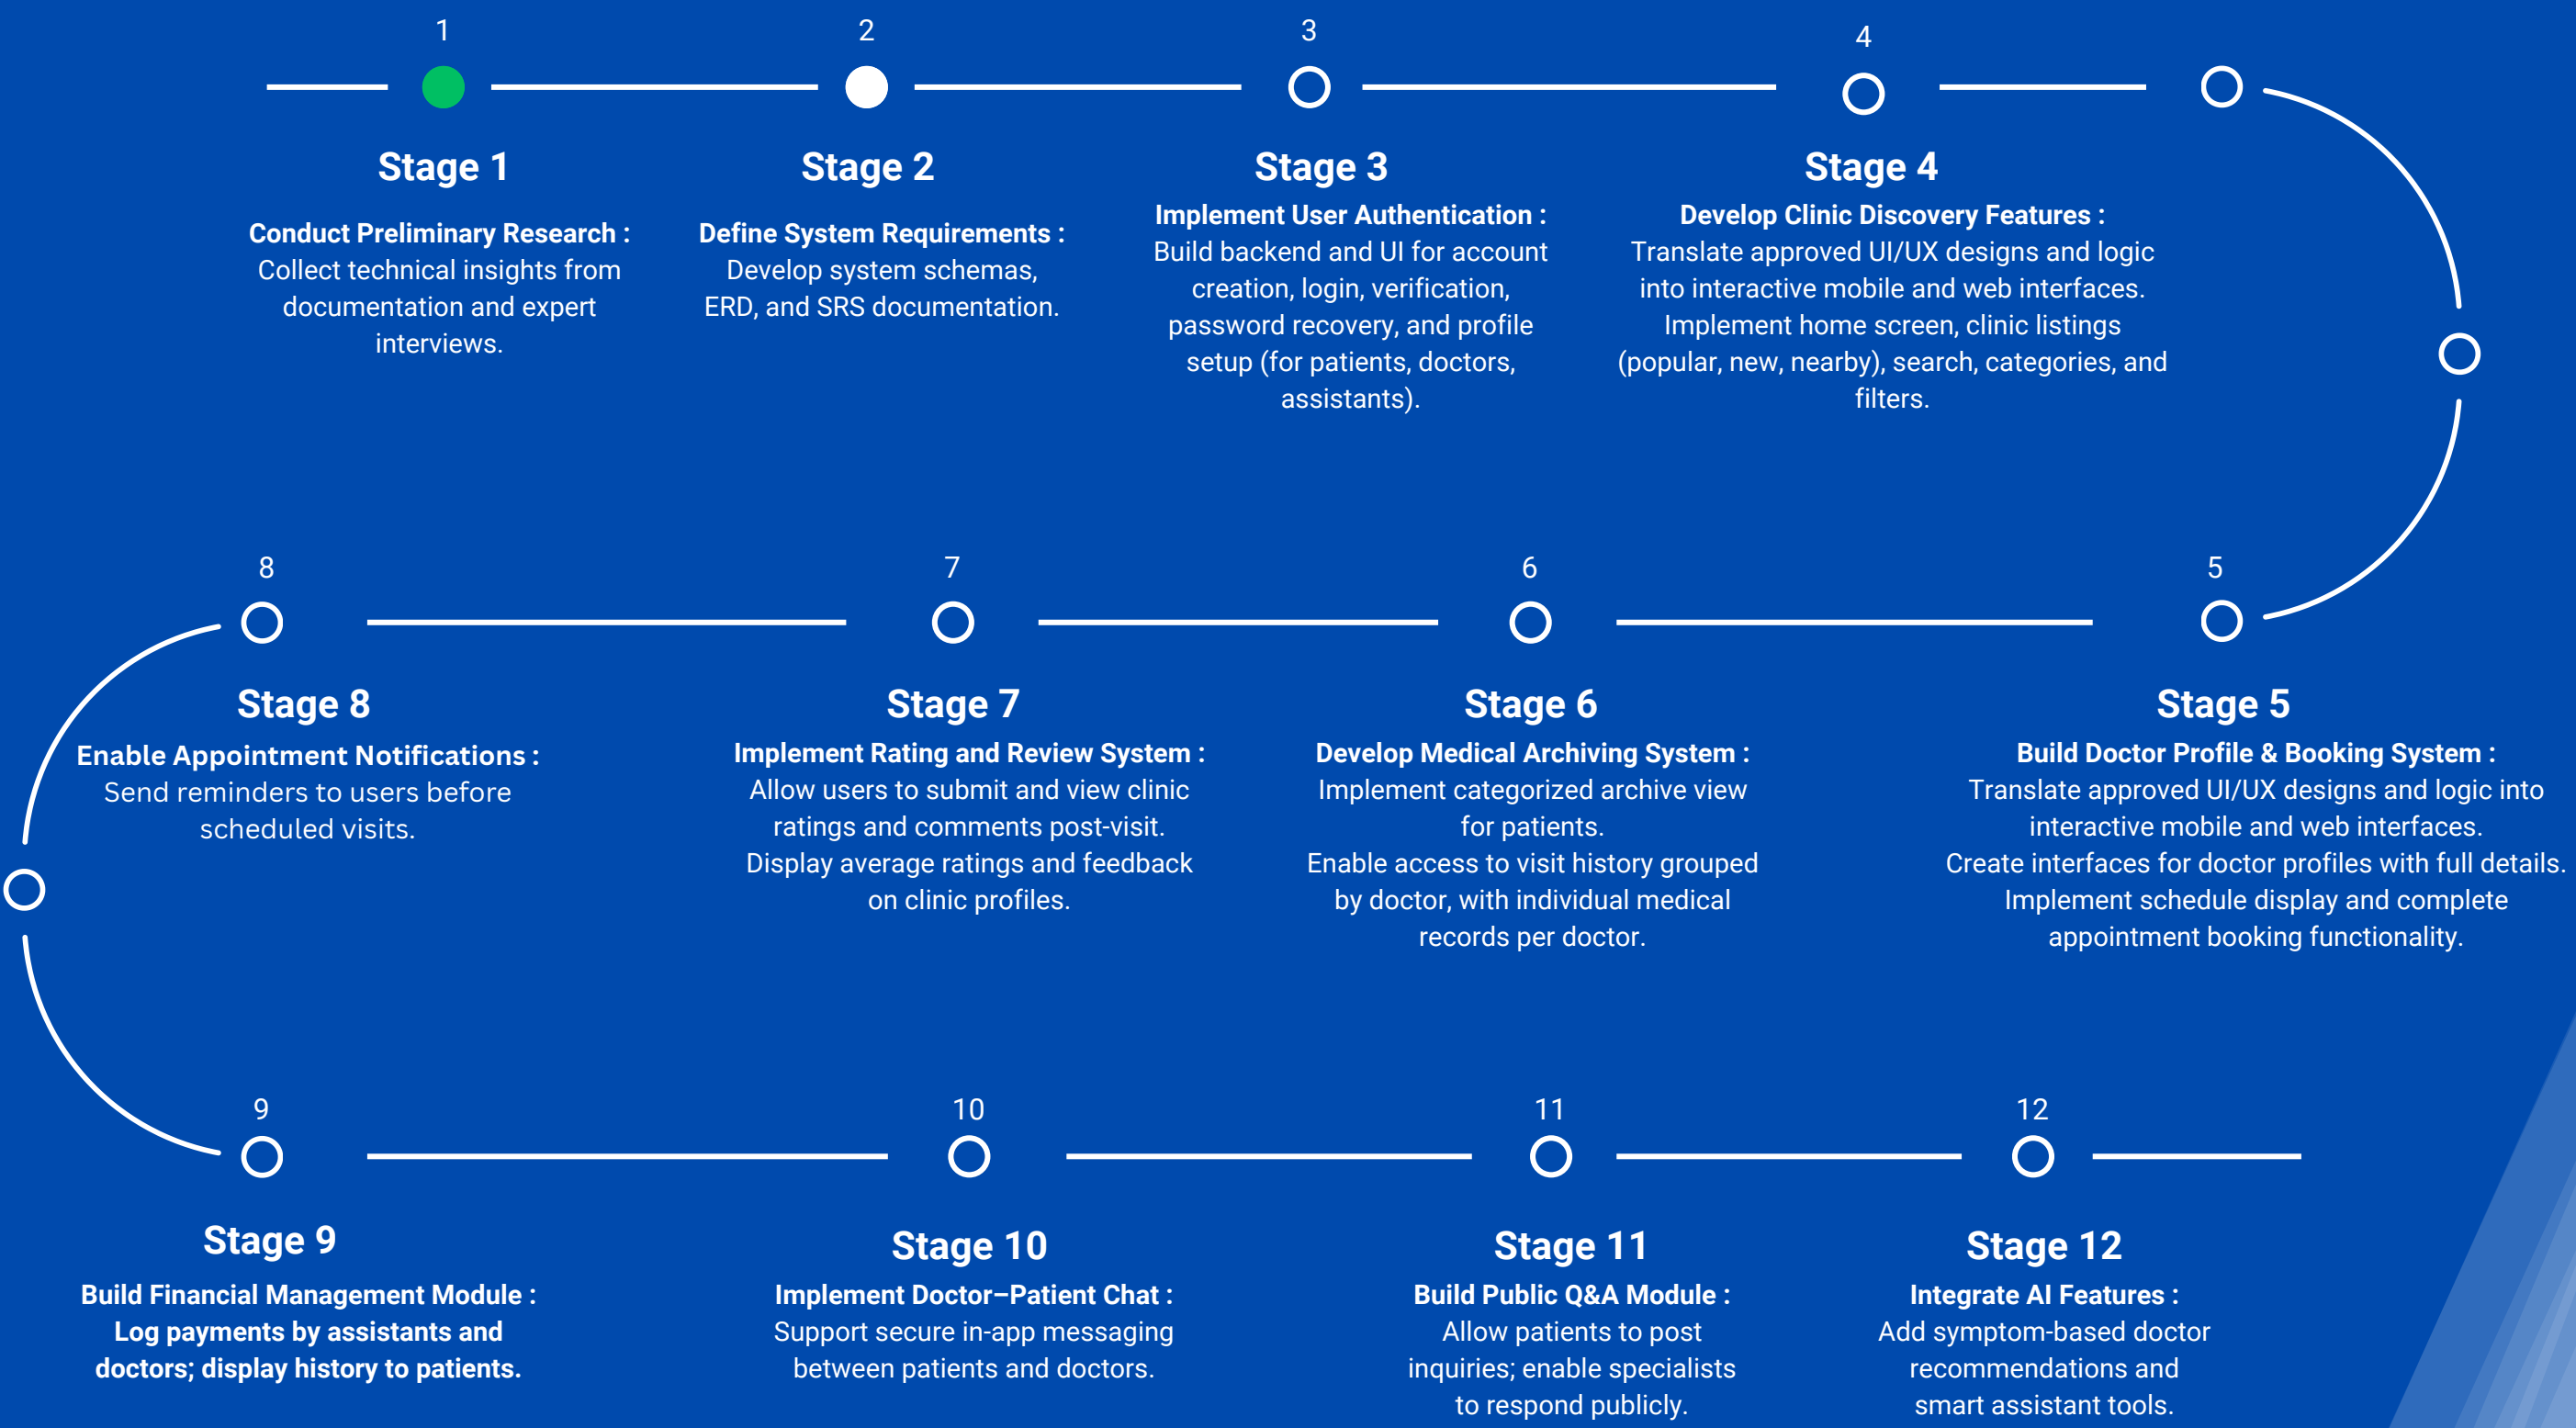 1
Stage 1
Conduct Preliminary Research :
Collect technical insights from
documentation and expert
interviews.
2
Stage 2
Define System Requirements :
Develop system schemas,
ERD, and SRS documentation.
3
Stage 3
Implement User Authentication :
Build backend and UI for account
creation, login, verification,
password recovery, and profile
setup (for patients, doctors,
assistants).
4
Stage 4
Develop Clinic Discovery Features :
Translate approved UI/UX designs and logic
into interactive mobile and web interfaces.
Implement home screen, clinic listings
(popular, new, nearby), search, categories, and
filters.
5
Stage 5
Build Doctor Profile & Booking System :
Translate approved UI/UX designs and logic into
interactive mobile and web interfaces.
Create interfaces for doctor profiles with full details.
Implement schedule display and complete
appointment booking functionality.
6
Stage 6
Develop Medical Archiving System :
Implement categorized archive view
for patients.
Enable access to visit history grouped
by doctor, with individual medical
records per doctor.
7
Stage 7
Implement Rating and Review System :
Allow users to submit and view clinic
ratings and comments post-visit.
Display average ratings and feedback
on clinic profiles.
8
Stage 8
Enable Appointment Notifications :
Send reminders to users before
scheduled visits.
9
Stage 9
Build Financial Management Module :
Log payments by assistants and
doctors; display history to patients.
10
Stage 10
Implement Doctor–Patient Chat :
Support secure in-app messaging
between patients and doctors.
11
Stage 11
Build Public Q&A Module :
Allow patients to post
inquiries; enable specialists
to respond publicly.
12
Stage 12
Integrate AI Features :
Add symptom-based doctor
recommendations and
smart assistant tools.